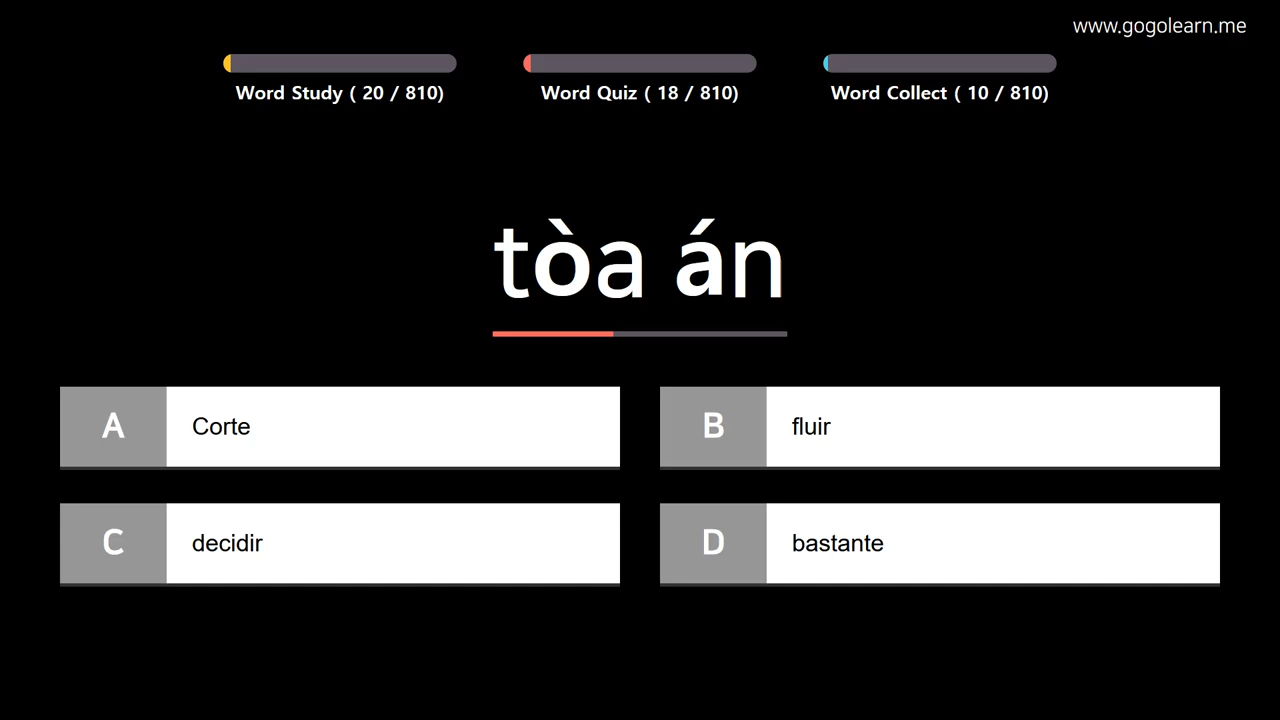 www.gogolearn.me
Word Study ( 20 / 810)
Word Quiz ( 18 / 810)
Word Collect ( 10 / 810)
tòa án
A Corte
B fluir
C decidir
D bastante